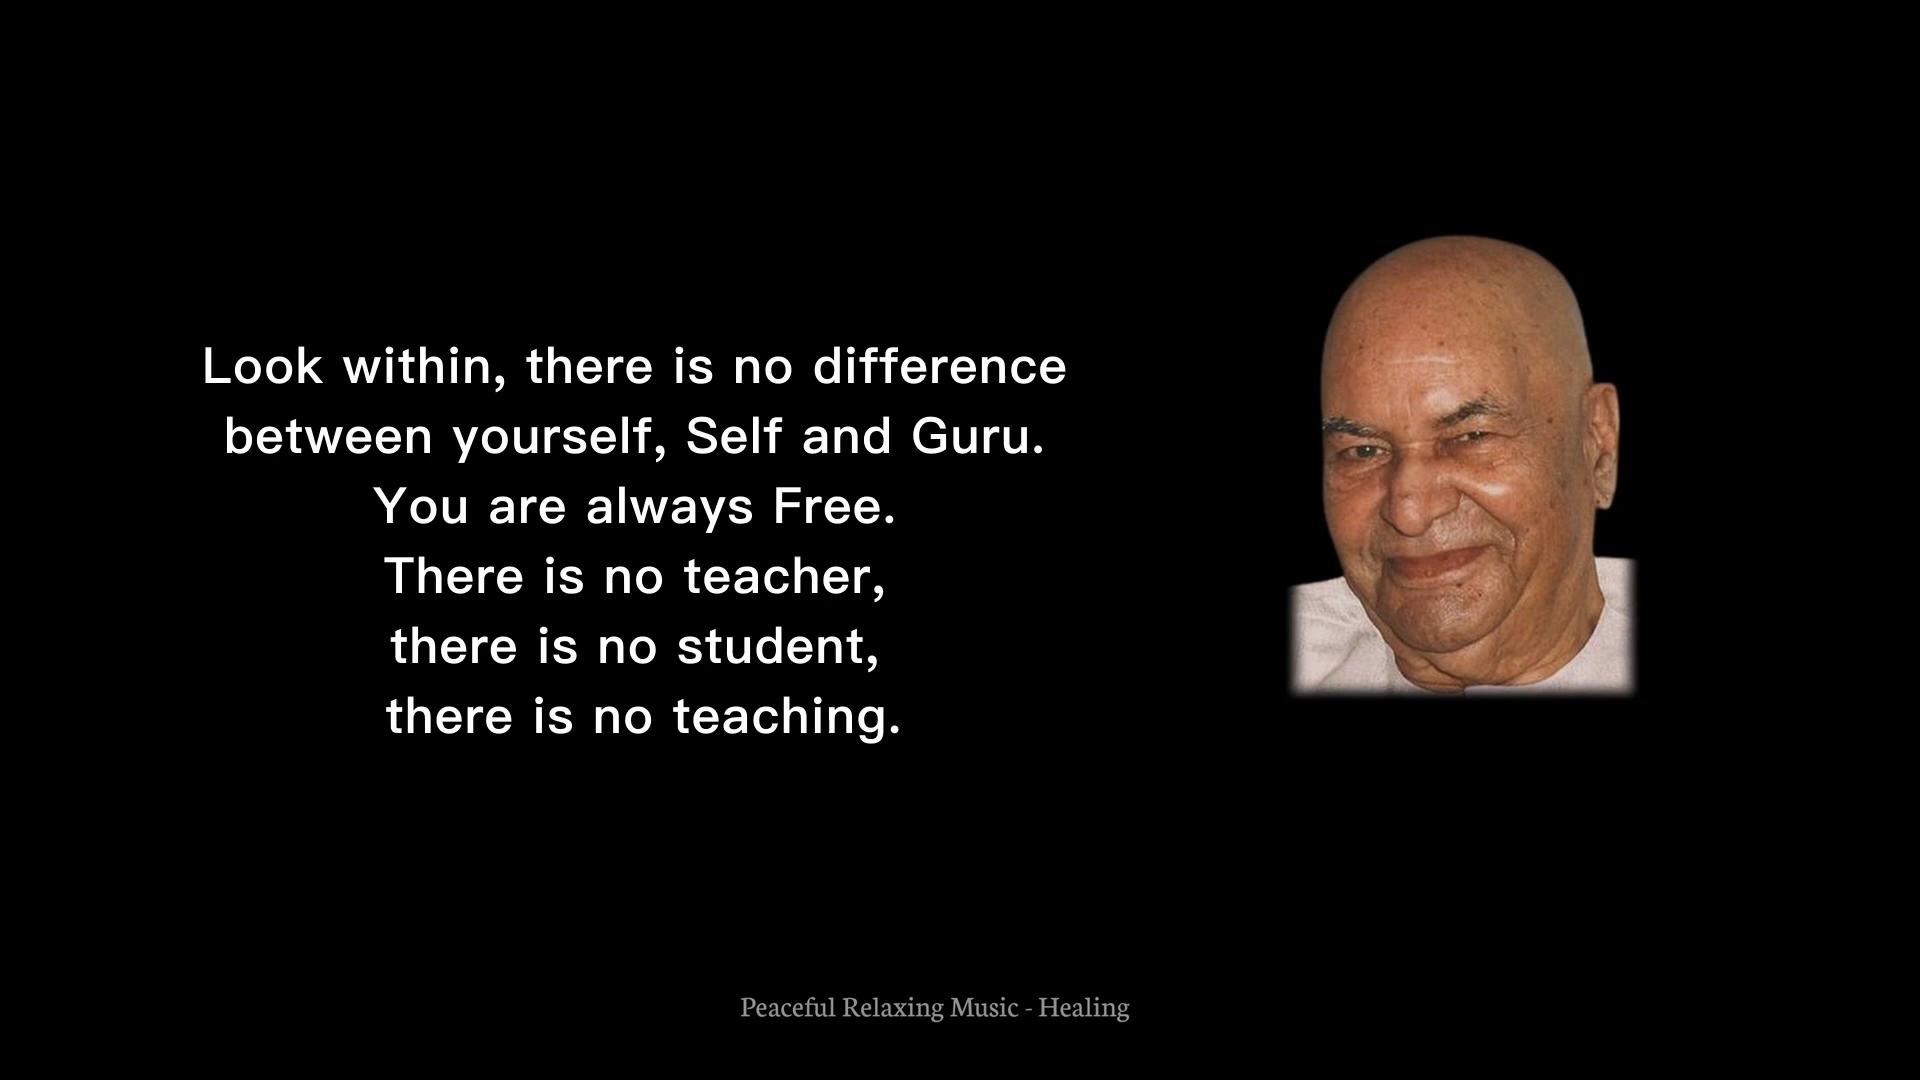 Look within, there is no difference
between yourself, Self and Guru.
You are always Free.
There is no teacher,
there is no student,
there is no teaching.
Peaceful Relaxing Music - Healing